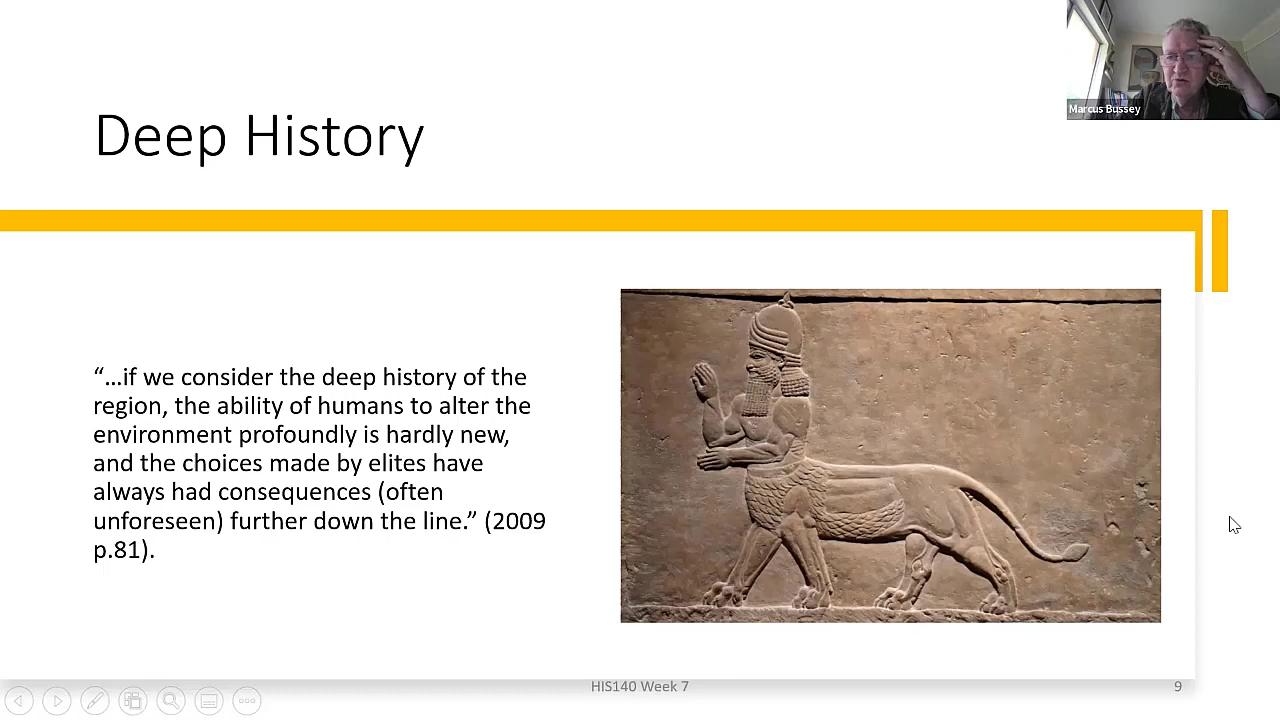 Marcus Bussey
Deep History
“…if we consider the deep history of the
region, the ability of humans to alter the
environment profoundly is hardly new,
and the choices made by elites have
always had consequences (often
unforeseen) further down the line.” (2009
p.81).
HIS140 Week 7
9